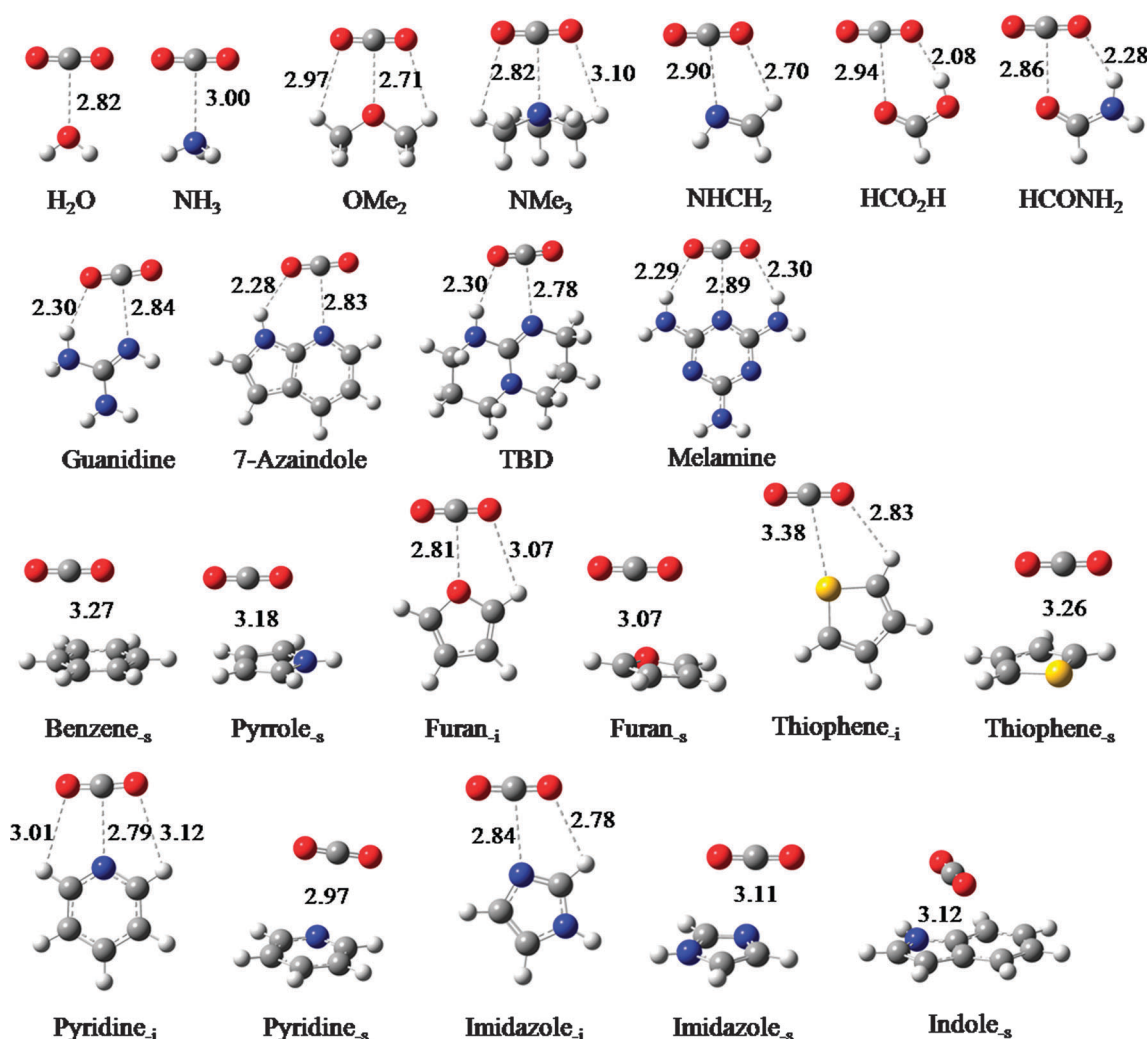 2.82
3.00
2.97
2.71
2.82
3.10
2.90
2.70
2.94
2.08
2.86
2.28
H₂O
NH₃
OMe₂
NMe₃
NHCH₂
HCO₂H
HCONH₂
2.30
2.84
2.28
2.83
2.30
2.78
2.29
2.89
2.30
Guanidine
7-Azaindole
TBD
Melamine
3.27
3.18
2.81
3.07
3.07
3.38
2.83
3.26
Benzene-s
Pyrrole-s
Furan-i
Furan-s
Thiophene-i
Thiophene-s
3.01
2.79
3.12
2.97
2.84
2.78
3.11
3.12
Pyridine-i
Pyridine-s
Imidazole-i
Imidazole-s
Indole-s